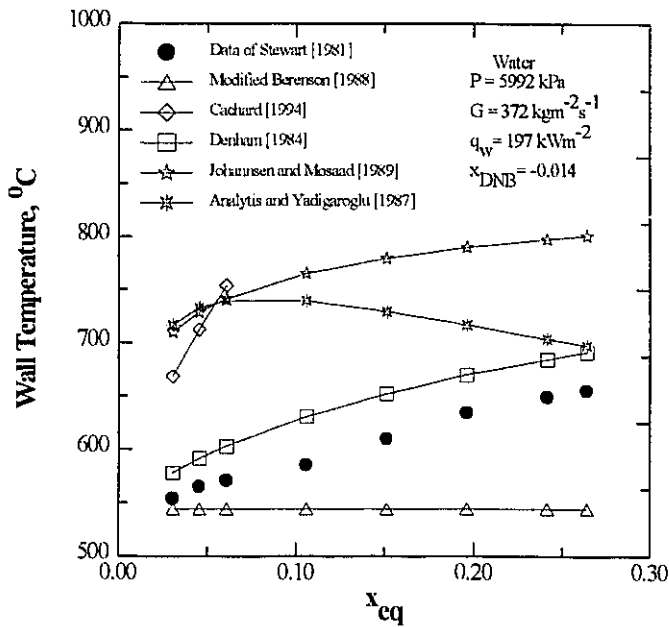 1000
900
800
700
600
500
Wall Temperature, ⁰C
Data of Stewart [1981]
Modified Berenson [1988]
Cachard [1994]
Denham [1984]
Johannsen and Mosaad [1989]
Analytis and Yadigaroglu [1987]
Water
P = 5992 kPa
G = 372 kgm⁻²s⁻¹
q_w = 197 kWm⁻²
x_DNB = -0.014
0.00 0.10 0.20 0.30
x_eq